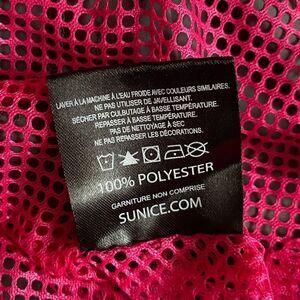 LAVER À LA MACHINE À L'EAU FROIDE AVEC COULEURS SIMILAIRES.
NE PAS UTILISER DE JAVELLISANT.
SÉCHER PAR CULBUTAGE À BASSE TEMPÉRATURE.
REPASSER À BASSE TEMPÉRATURE.
PAS DE NETTOYAGE À SEC
NE PAS REPASSER LES DÉCORATIONS.
100% POLYESTER
GARNITURE NON COMPRISE
SUNICE.COM